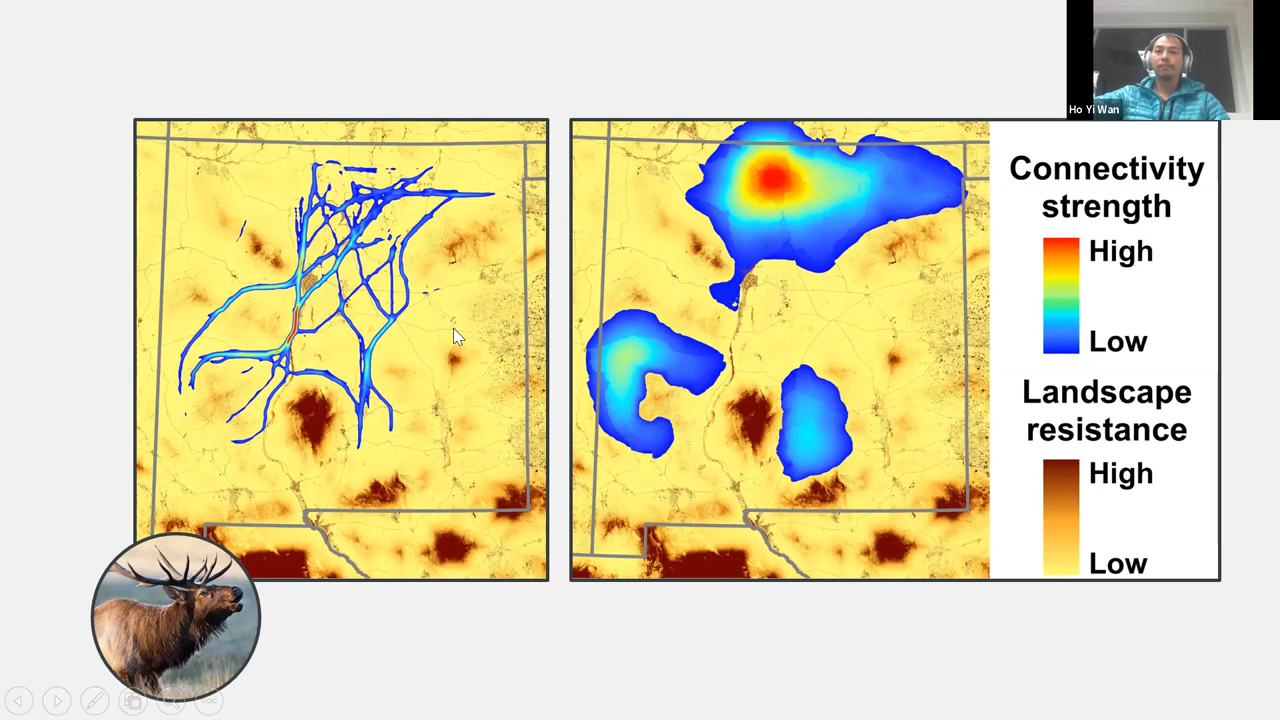 Ho Yi Wan
Connectivity
strength
High
Low
Landscape
resistance
High
Low